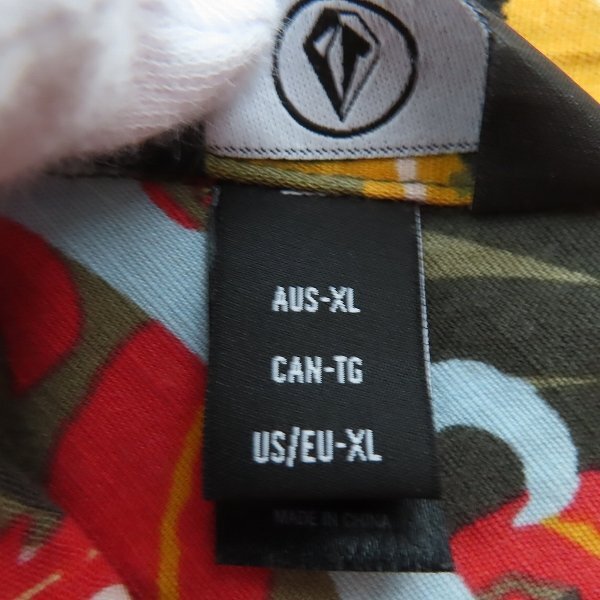 AUS-XL
CAN-TG
US/EU-XL
MADE IN CHINA